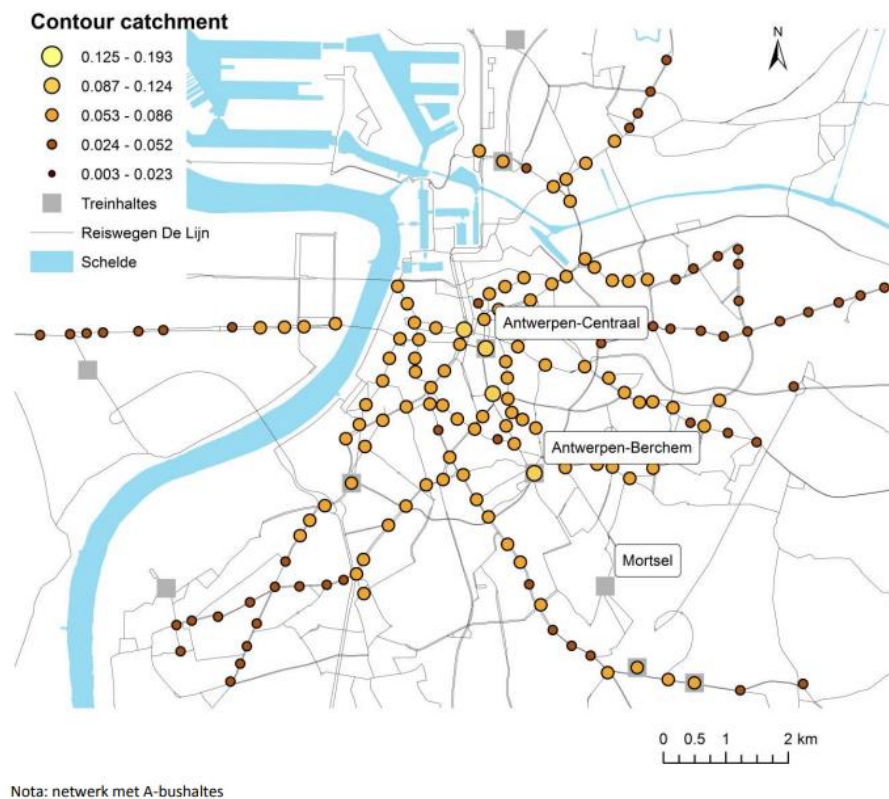 Contour catchment
0.125 - 0.193
0.087 - 0.124
0.053 - 0.086
0.024 - 0.052
0.003 - 0.023
Treinhaltes
Reiswegen De Lijn
Schelde
N
Antwerpen-Centraal
Antwerpen-Berchem
Mortsel
0 0.5 1 2 km
Nota: netwerk met A-bushaltes